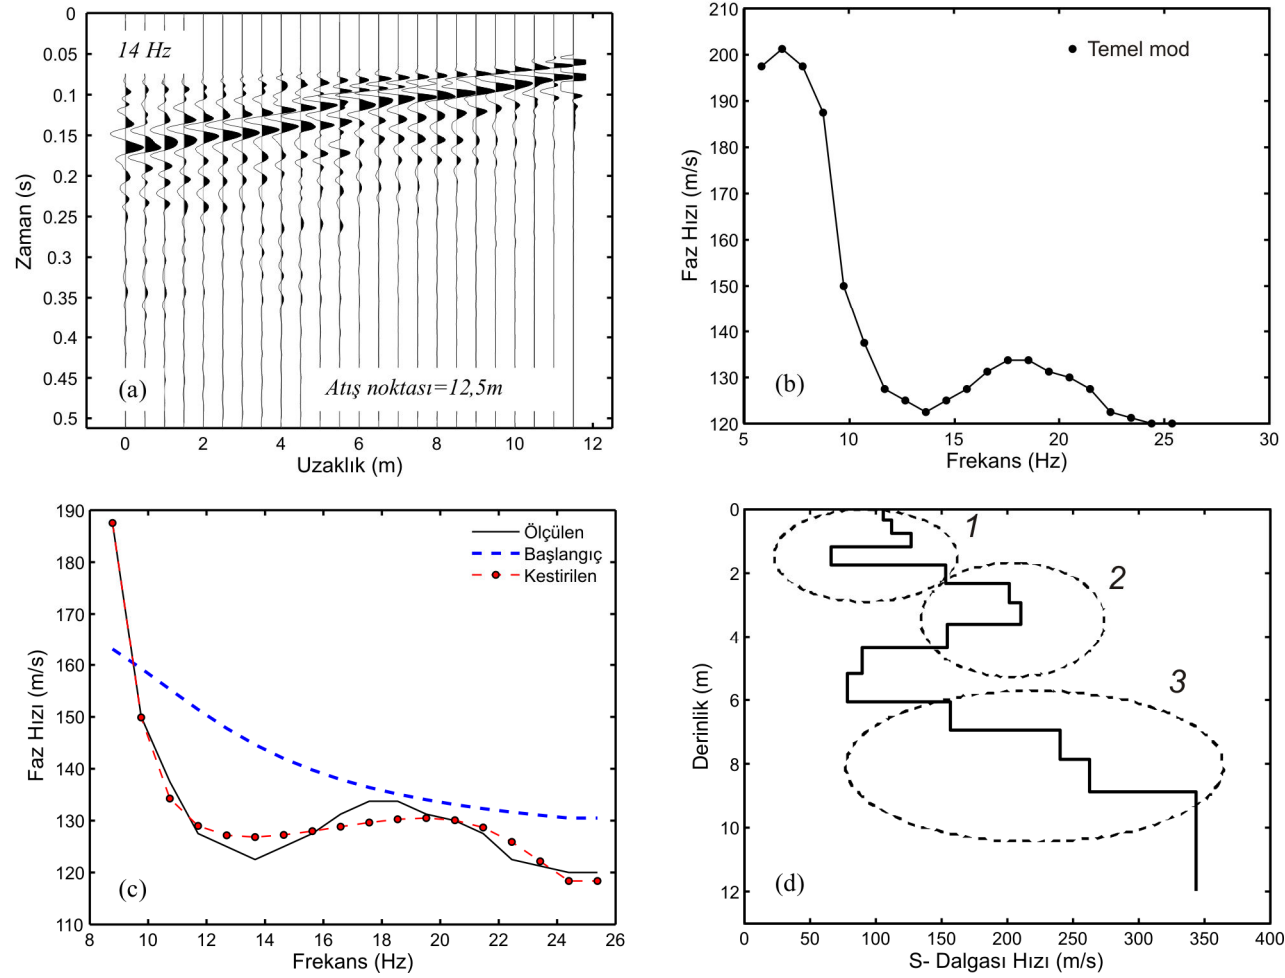 14 Hz
Zaman (s)
0
0.05
0.1
0.15
0.2
0.25
0.3
0.35
0.4
0.45
0.5
(a)
Atış noktası=12,5m
0 2 4 6 8 10 12
Uzaklık (m)
Temel mod
Faz Hızı (m/s)
210
200
190
180
170
160
150
140
130
120
(b)
5 10 15 20 25 30
Frekans (Hz)
Ölçülen
Başlangıç
Kestirilen
Faz Hızı (m/s)
190
180
170
160
150
140
130
120
110
(c)
8 10 12 14 16 18 20 22 24 26
Frekans (Hz)
1
2
3
Derinlik (m)
0
2
4
6
8
10
12
(d)
0 50 100 150 200 250 300 350 400
S- Dalgası Hızı (m/s)